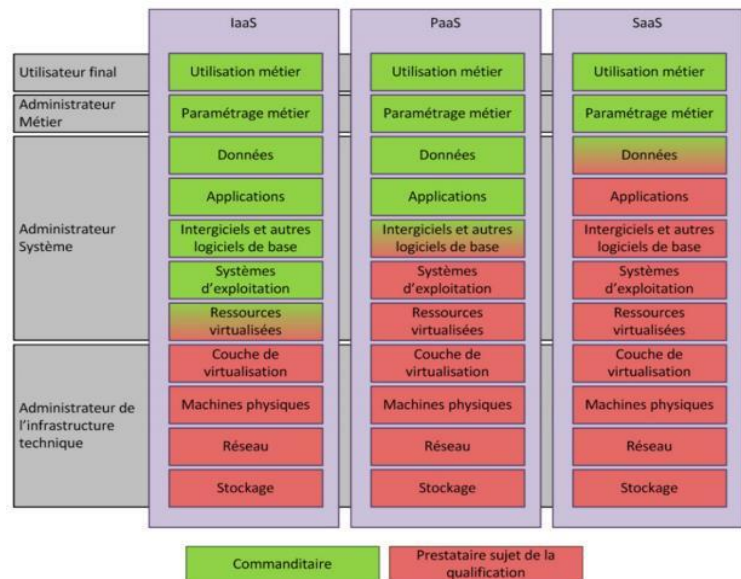 IaaS PaaS SaaS
Utilisateur final
Utilisation métier Utilisation métier Utilisation métier
Administrateur
Métier
Paramétrage métier Paramétrage métier Paramétrage métier
Administrateur
Système
Données Données Données
Applications Applications Applications
Intergiciels et autres Intergiciels et autres Intergiciels et autres
logiciels de base logiciels de base logiciels de base
Systèmes Systèmes Systèmes
d'exploitation d'exploitation d'exploitation
Ressources Ressources Ressources
virtualisées virtualisées virtualisées
Administrateur de
l'infrastructure
technique
Couche de Couche de Couche de
virtualisation virtualisation virtualisation
Machines physiques Machines physiques Machines physiques
Réseau Réseau Réseau
Stockage Stockage Stockage
Commanditaire
Prestataire sujet de la
qualification